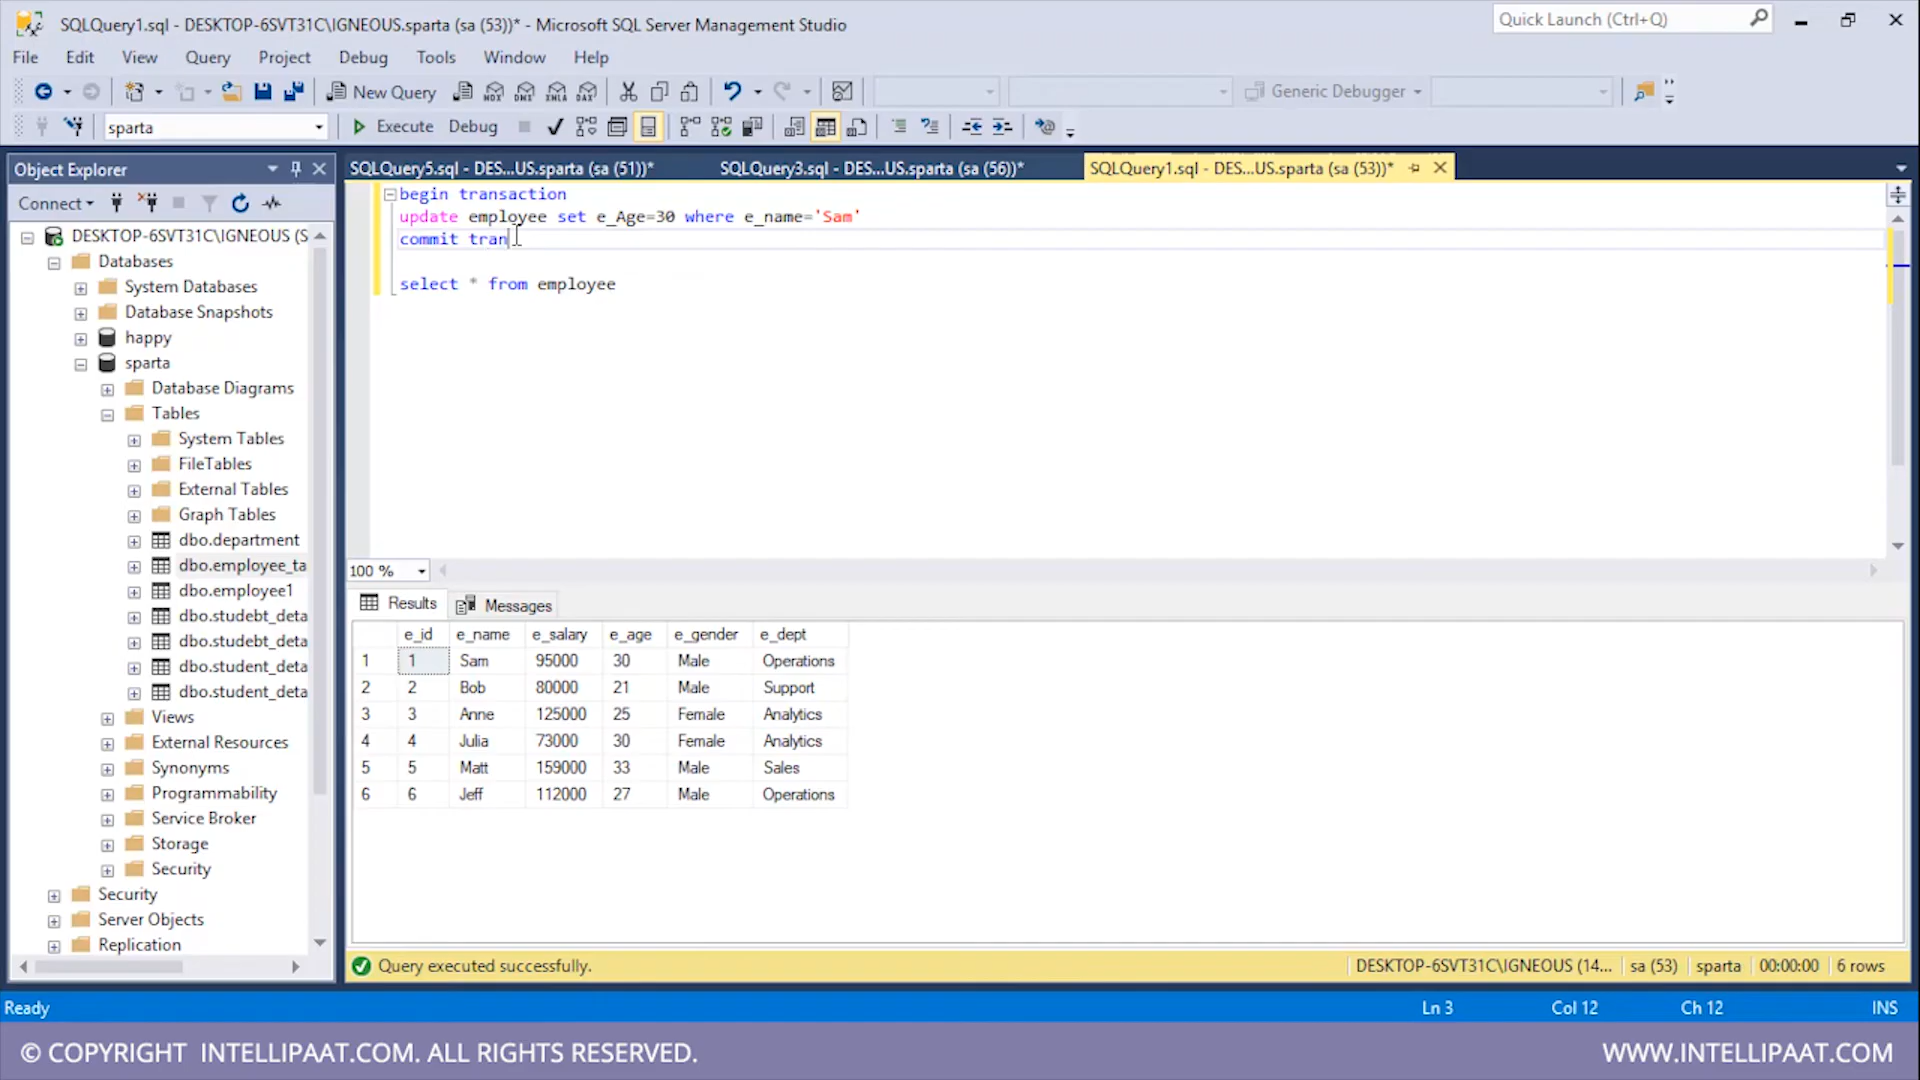 SQLQuery1.sql - DESKTOP-6SVT31C\IGNEOUS.sparta (sa (53))* - Microsoft SQL Server Management Studio
Quick Launch (Ctrl+Q)
File Edit View Query Project Debug Tools Window Help
New Query MDX DMX XMLA DAX Generic Debugger
sparta Execute Debug
Object Explorer
Connect
DESKTOP-6SVT31C\IGNEOUS (S
Databases
System Databases
Database Snapshots
happy
sparta
Database Diagrams
Tables
System Tables
FileTables
External Tables
Graph Tables
dbo.department
dbo.employee_ta
dbo.employee1
dbo.studebt_deta
dbo.studebt_deta
dbo.student_deta
dbo.student_deta
Views
External Resources
Synonyms
Programmability
Service Broker
Storage
Security
Security
Server Objects
Replication
SQLQuery5.sql - DES...US.sparta (sa (51))* SQLQuery3.sql - DES...US.sparta (sa (56))* SQLQuery1.sql - DES...US.sparta (sa (53))*
begin transaction
update employee set e_Age=30 where e_name='Sam'
commit tran
select * from employee
100 %
Results Messages
e_id e_name e_salary e_age e_gender e_dept
1 1 Sam 95000 30 Male Operations
2 2 Bob 80000 21 Male Support
3 3 Anne 125000 25 Female Analytics
4 4 Julia 73000 30 Female Analytics
5 5 Matt 159000 33 Male Sales
6 6 Jeff 112000 27 Male Operations
Query executed successfully. DESKTOP-6SVT31C\IGNEOUS (14... sa (53) sparta 00:00:00 6 rows
Ready Ln 3 Col 12 Ch 12 INS
© COPYRIGHT INTELLIPAAT.COM. ALL RIGHTS RESERVED. WWW.INTELLIPAAT.COM